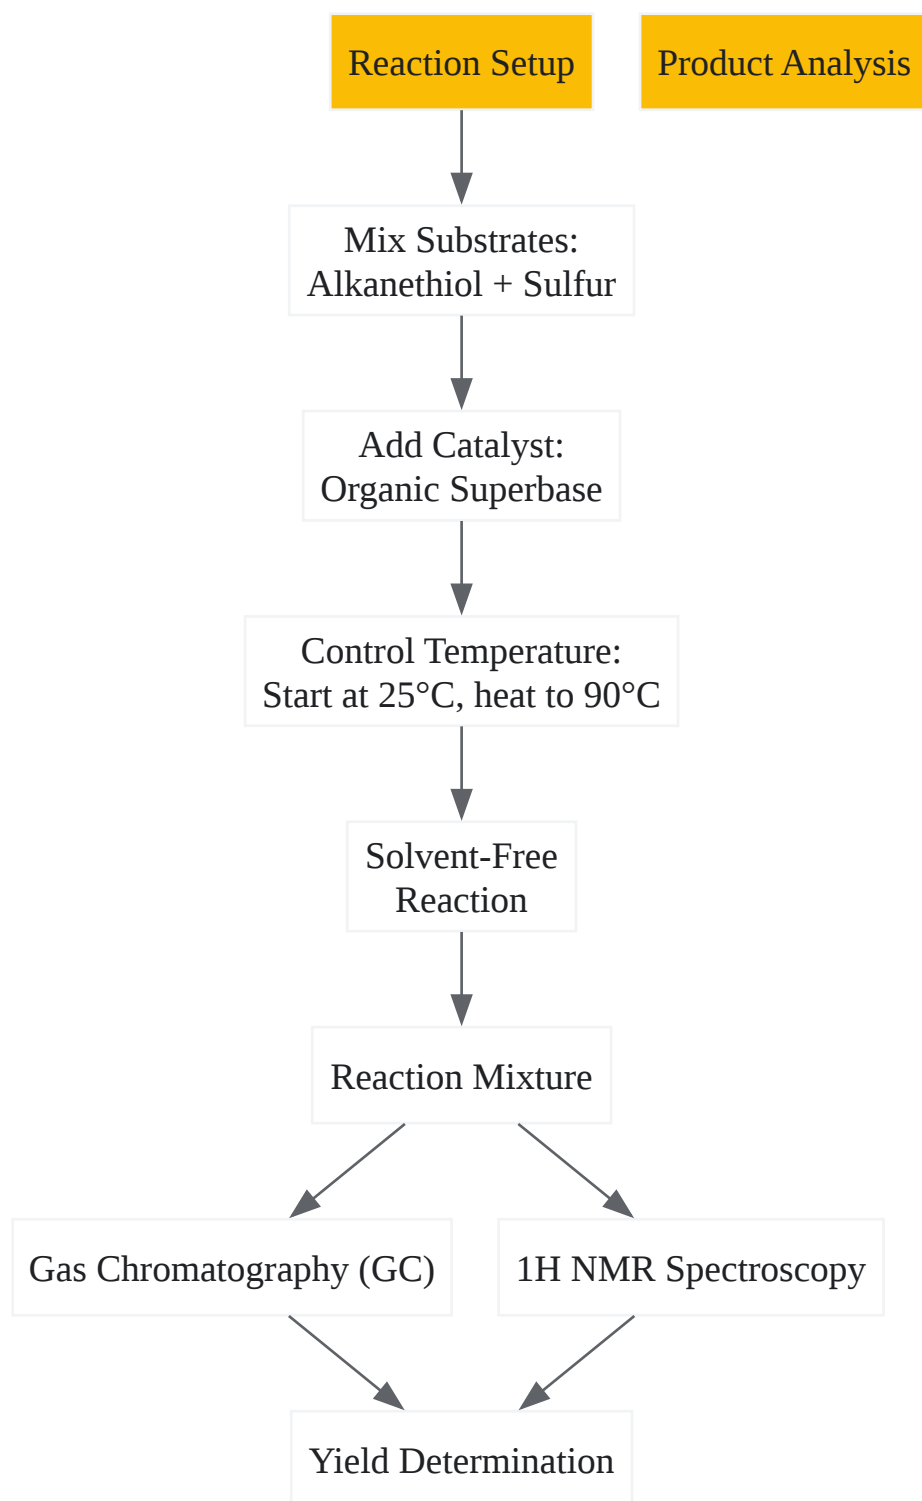 Reaction Setup
Product Analysis
Mix Substrates:
Alkanethiol + Sulfur
Add Catalyst:
Organic Superbase
Control Temperature:
Start at 25°C, heat to 90°C
Solvent-Free
Reaction
Reaction Mixture
Gas Chromatography (GC)
1H NMR Spectroscopy
Yield Determination